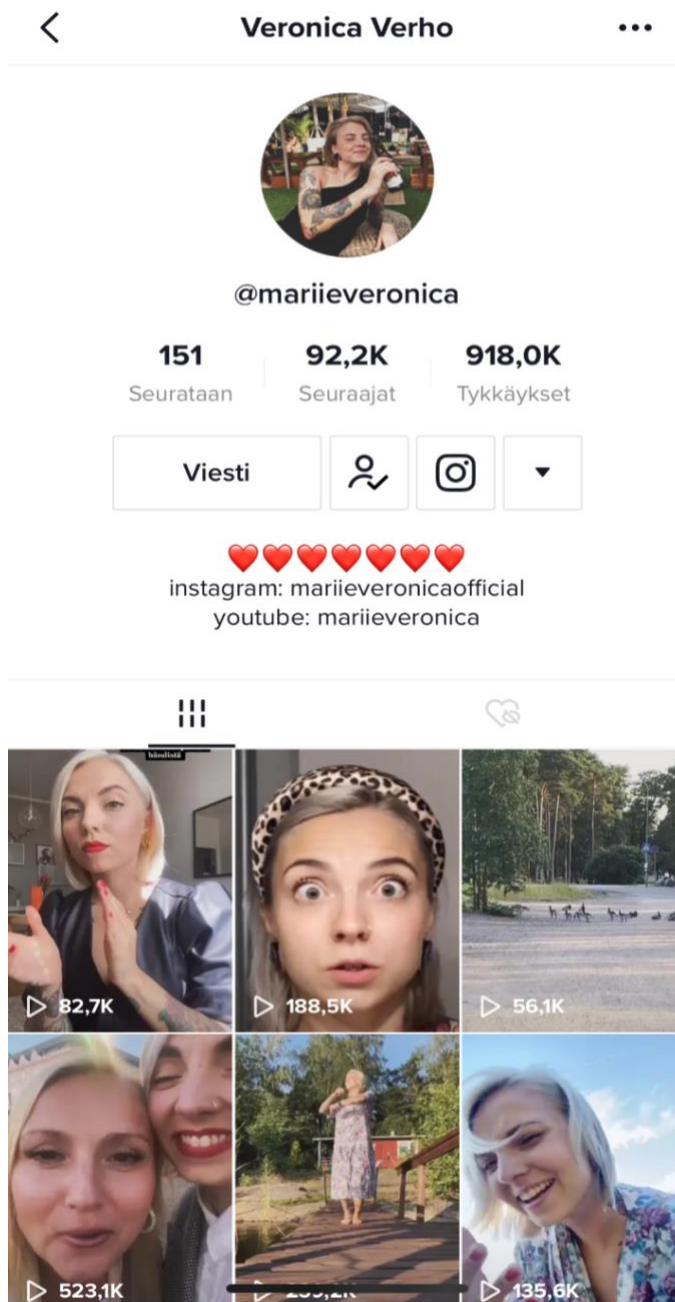 Veronica Verho
@mariieveronica
151 92,2K 918,0K
Seurataan Seuraajat Tykkäykset
Viesti
instagram: mariieveronicaofficial
youtube: mariieveronica
82,7K 188,5K 56,1K
523,1K 135,6K